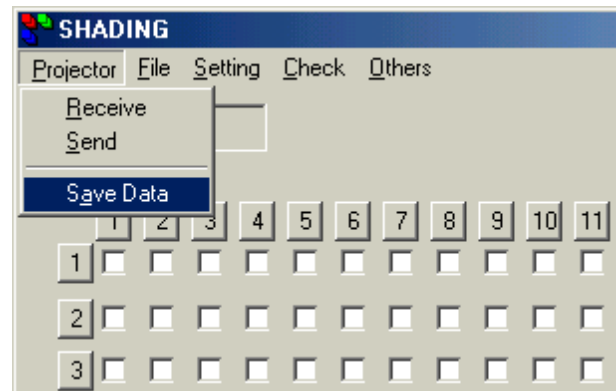 SHADING
Projector File Setting Check Others
Receive
Send
Save Data
1 2 3 4 5 6 7 8 9 10 11
1
2
3